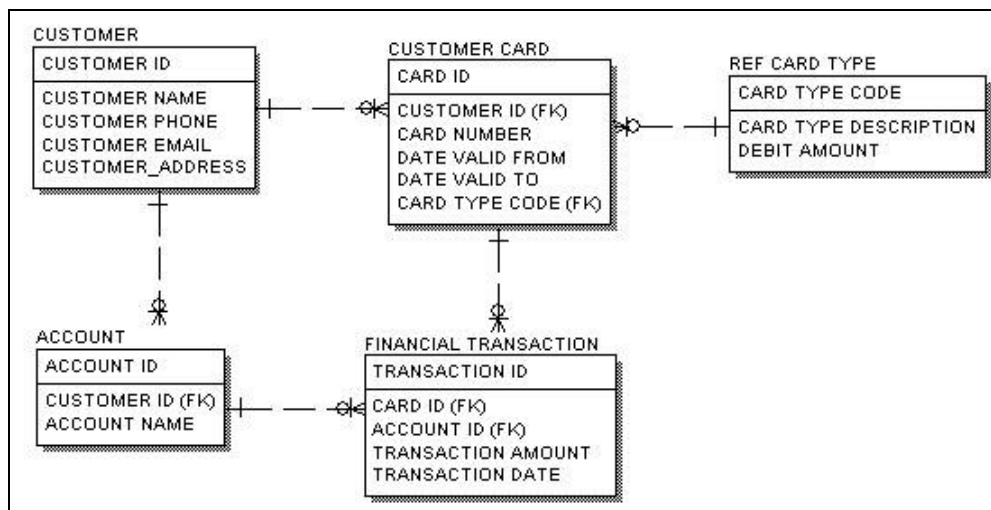 CUSTOMER
CUSTOMER ID
CUSTOMER NAME
CUSTOMER PHONE
CUSTOMER EMAIL
CUSTOMER_ADDRESS
CUSTOMER CARD
CARD ID
CUSTOMER ID (FK)
CARD NUMBER
DATE VALID FROM
DATE VALID TO
CARD TYPE CODE (FK)
REF CARD TYPE
CARD TYPE CODE
CARD TYPE DESCRIPTION
DEBIT AMOUNT
ACCOUNT
ACCOUNT ID
CUSTOMER ID (FK)
ACCOUNT NAME
FINANCIAL TRANSACTION
TRANSACTION ID
CARD ID (FK)
ACCOUNT ID (FK)
TRANSACTION AMOUNT
TRANSACTION DATE